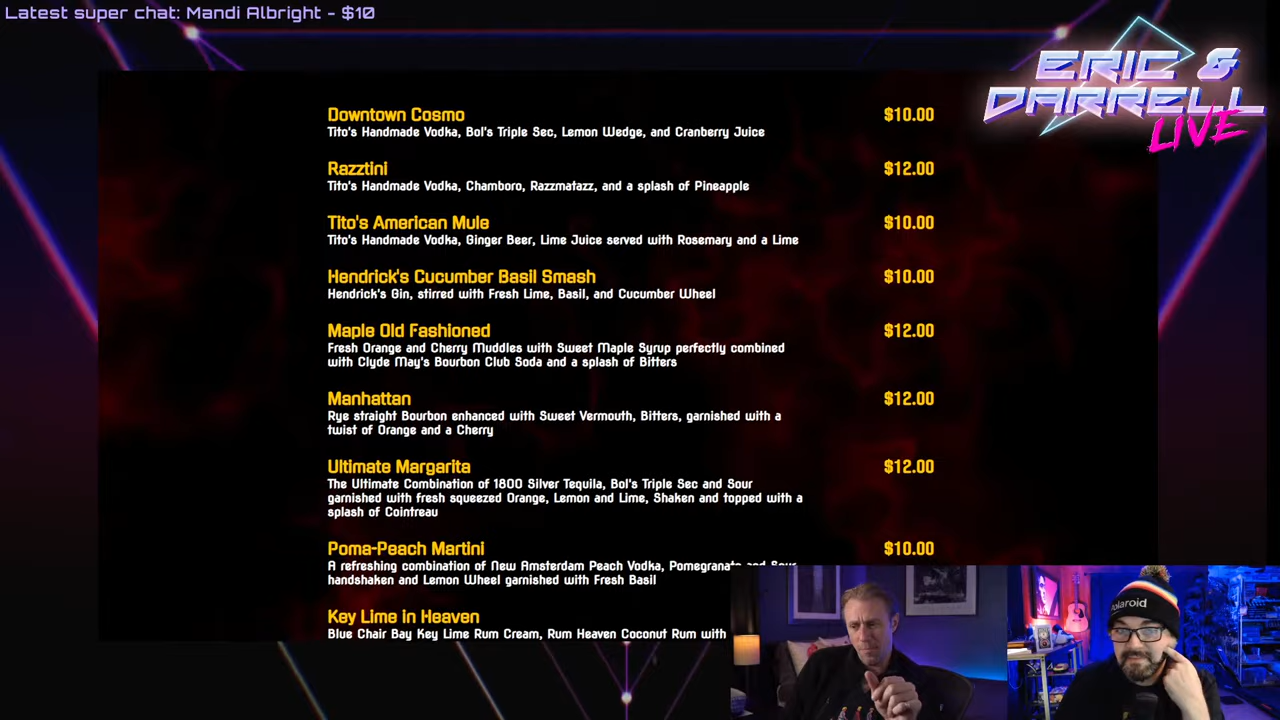 Latest super chat: Mandi Albright - $10
ERIC &
DARRELL
LIVE
Downtown Cosmo $10.00
Tito's Handmade Vodka, Bol's Triple Sec, Lemon Wedge, and Cranberry Juice
Razztini $12.00
Tito's Handmade Vodka, Chamboro, Razzmatazz, and a splash of Pineapple
Tito's American Mule $10.00
Tito's Handmade Vodka, Ginger Beer, Lime Juice served with Rosemary and a Lime
Hendrick's Cucumber Basil Smash $10.00
Hendrick's Gin, stirred with Fresh Lime, Basil, and Cucumber Wheel
Maple Old Fashioned $12.00
Fresh Orange and Cherry Muddles with Sweet Maple Syrup perfectly combined
with Clyde May's Bourbon Club Soda and a splash of Bitters
Manhattan $12.00
Rye straight Bourbon enhanced with Sweet Vermouth, Bitters, garnished with a
twist of Orange and a Cherry
Ultimate Margarita $12.00
The Ultimate Combination of 1800 Silver Tequila, Bol's Triple Sec and Sour
garnished with fresh squeezed Orange, Lemon and Lime, Shaken and topped with a
splash of Cointreau
Poma-Peach Martini $10.00
A refreshing combination of New Amsterdam Peach Vodka, Pomegranate and Sour
handshaken and Lemon Wheel garnished with Fresh Basil
Key Lime in Heaven
Blue Chair Bay Key Lime Rum Cream, Rum Heaven Coconut Rum with
Polaroid